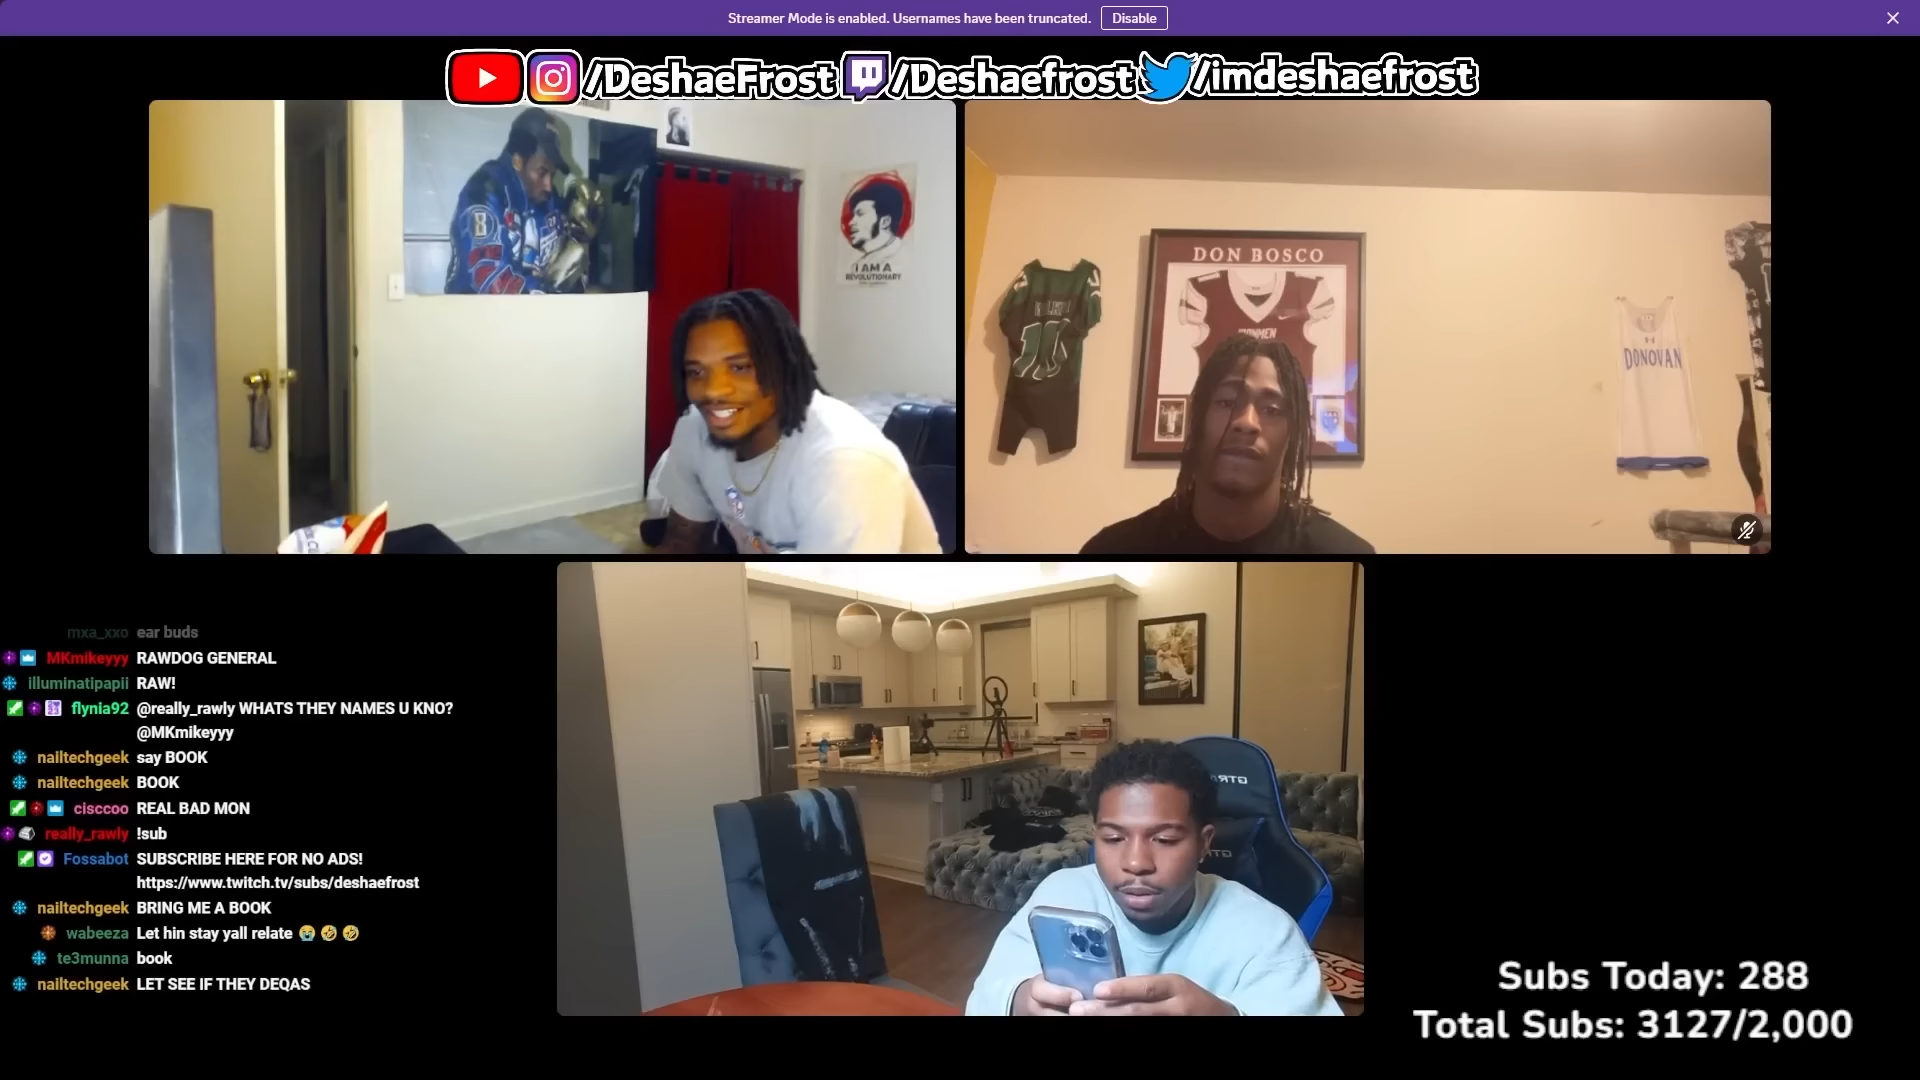 Streamer Mode is enabled. Usernames have been truncated. Disable
/DeshaeFrost /Deshaefrost /imdeshaefrost
I AM A
REVOLUTIONARY
DON BOSCO
IRONMEN
DONOVAN
mxa_xxo ear buds
MKmikeyyy RAWDOG GENERAL
illuminatipapii RAW!
flynia92 @really_rawly WHATS THEY NAMES U KNO?
@MKmikeyyy
nailtechgeek say BOOK
nailtechgeek BOOK
cisccoo REAL BAD MON
really_rawly !sub
Fossabot SUBSCRIBE HERE FOR NO ADS!
https://www.twitch.tv/subs/deshaefrost
nailtechgeek BRING ME A BOOK
wabeeza Let hin stay yall relate 😭 🤣 🤣
te3munna book
nailtechgeek LET SEE IF THEY DEQAS
GTR
Subs Today: 288
Total Subs: 3127/2,000